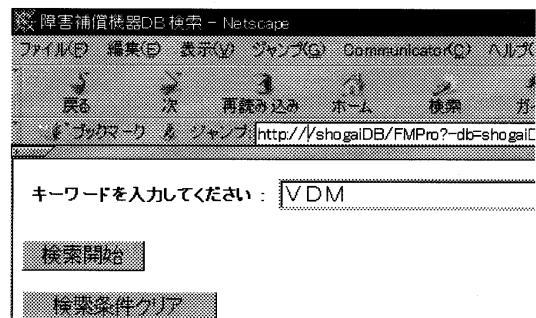 障害補償機器DB検索 - Netscape
ファイル(F) 編集(E) 表示(V) ジャンプ(G) Communicator(C) ヘルプ(
戻る 次 再読み込み ホーム 検索 ガ
ブックマーク ジャンプ: http://
/shogaiDB/FMPro?-db=shogai
キーワードを入力してください : VDM
検索開始
検索条件クリア